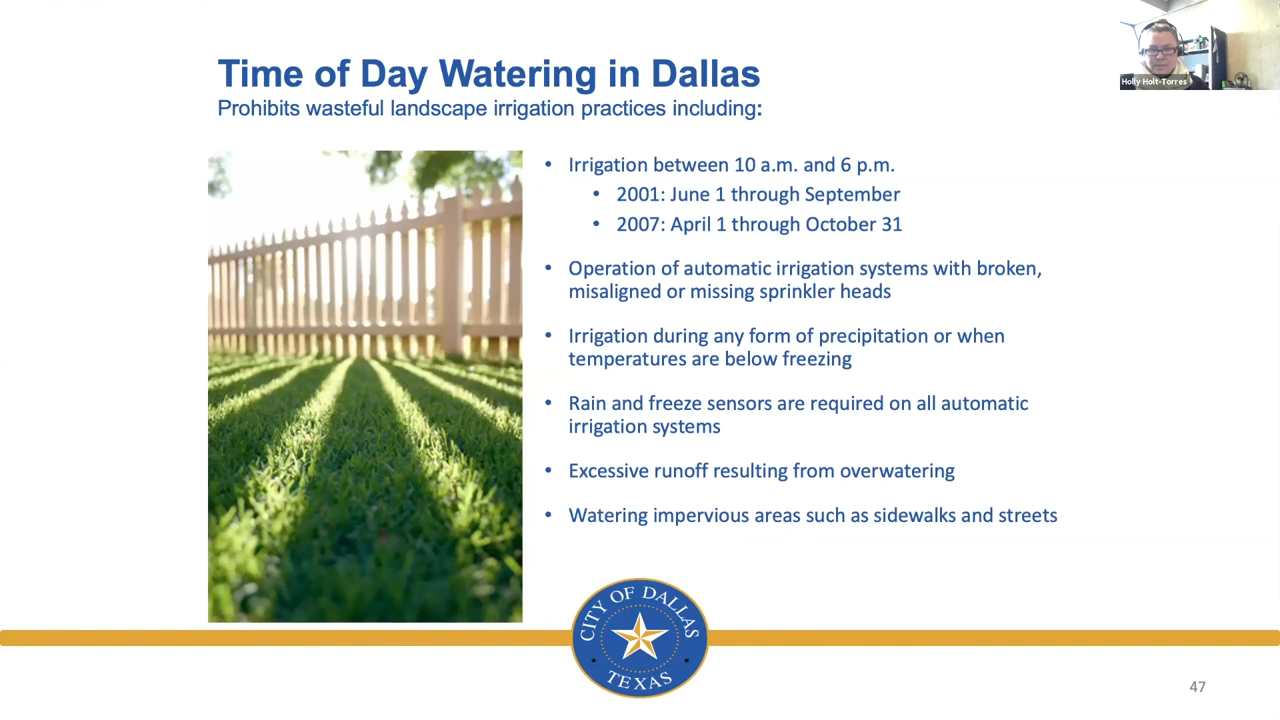 Holly Holt-Torres
Time of Day Watering in Dallas
Prohibits wasteful landscape irrigation practices including:
• Irrigation between 10 a.m. and 6 p.m.
• 2001: June 1 through September
• 2007: April 1 through October 31
• Operation of automatic irrigation systems with broken,
misaligned or missing sprinkler heads
• Irrigation during any form of precipitation or when
temperatures are below freezing
• Rain and freeze sensors are required on all automatic
irrigation systems
• Excessive runoff resulting from overwatering
• Watering impervious areas such as sidewalks and streets
CITY OF DALLAS
TEXAS
47